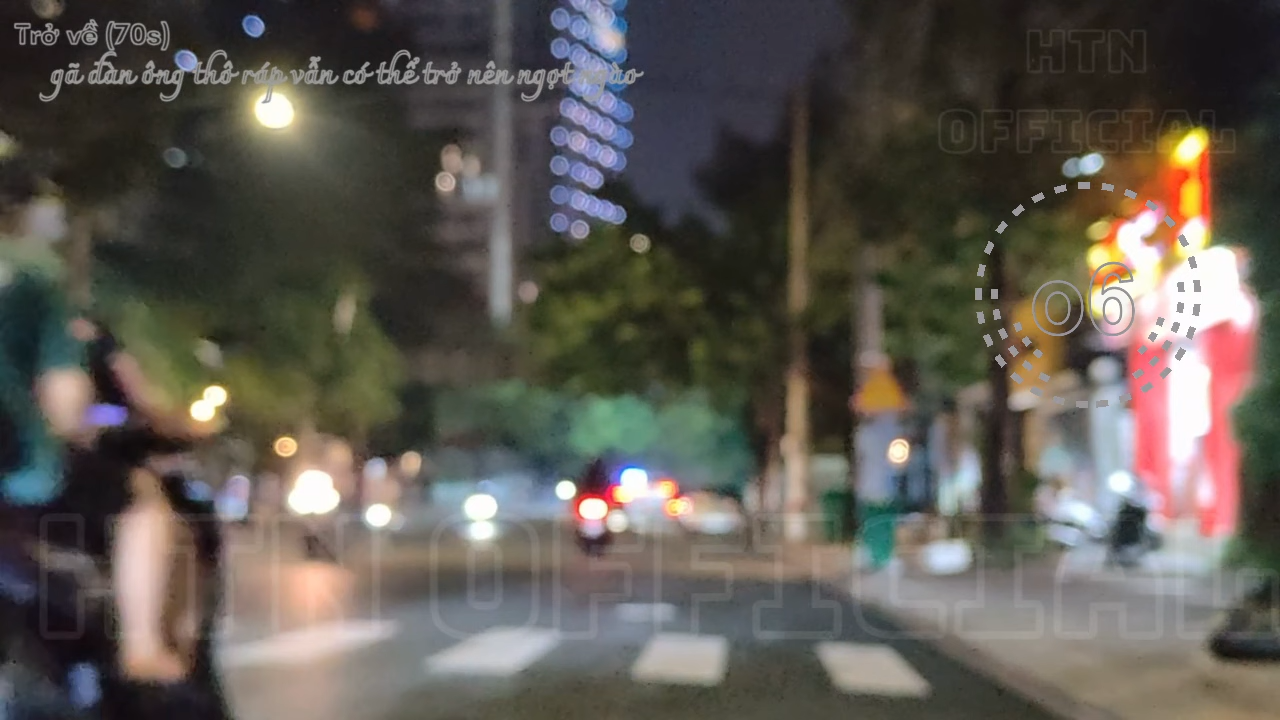 Trở về (70s)
gã đàn ông thô ráp vẫn có thể trở nên ngọt ngào
HTN
OFFICIAL
06
HTN OFFICIAL